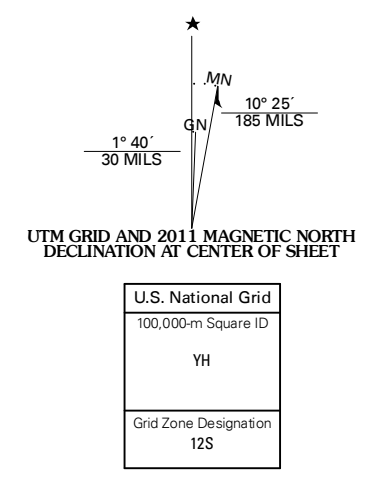 MN
GN
10° 25´
185 MILS
1° 40´
30 MILS
UTM GRID AND 2011 MAGNETIC NORTH
DECLINATION AT CENTER OF SHEET
U.S. National Grid
100,000-m Square ID
YH
Grid Zone Designation
12S